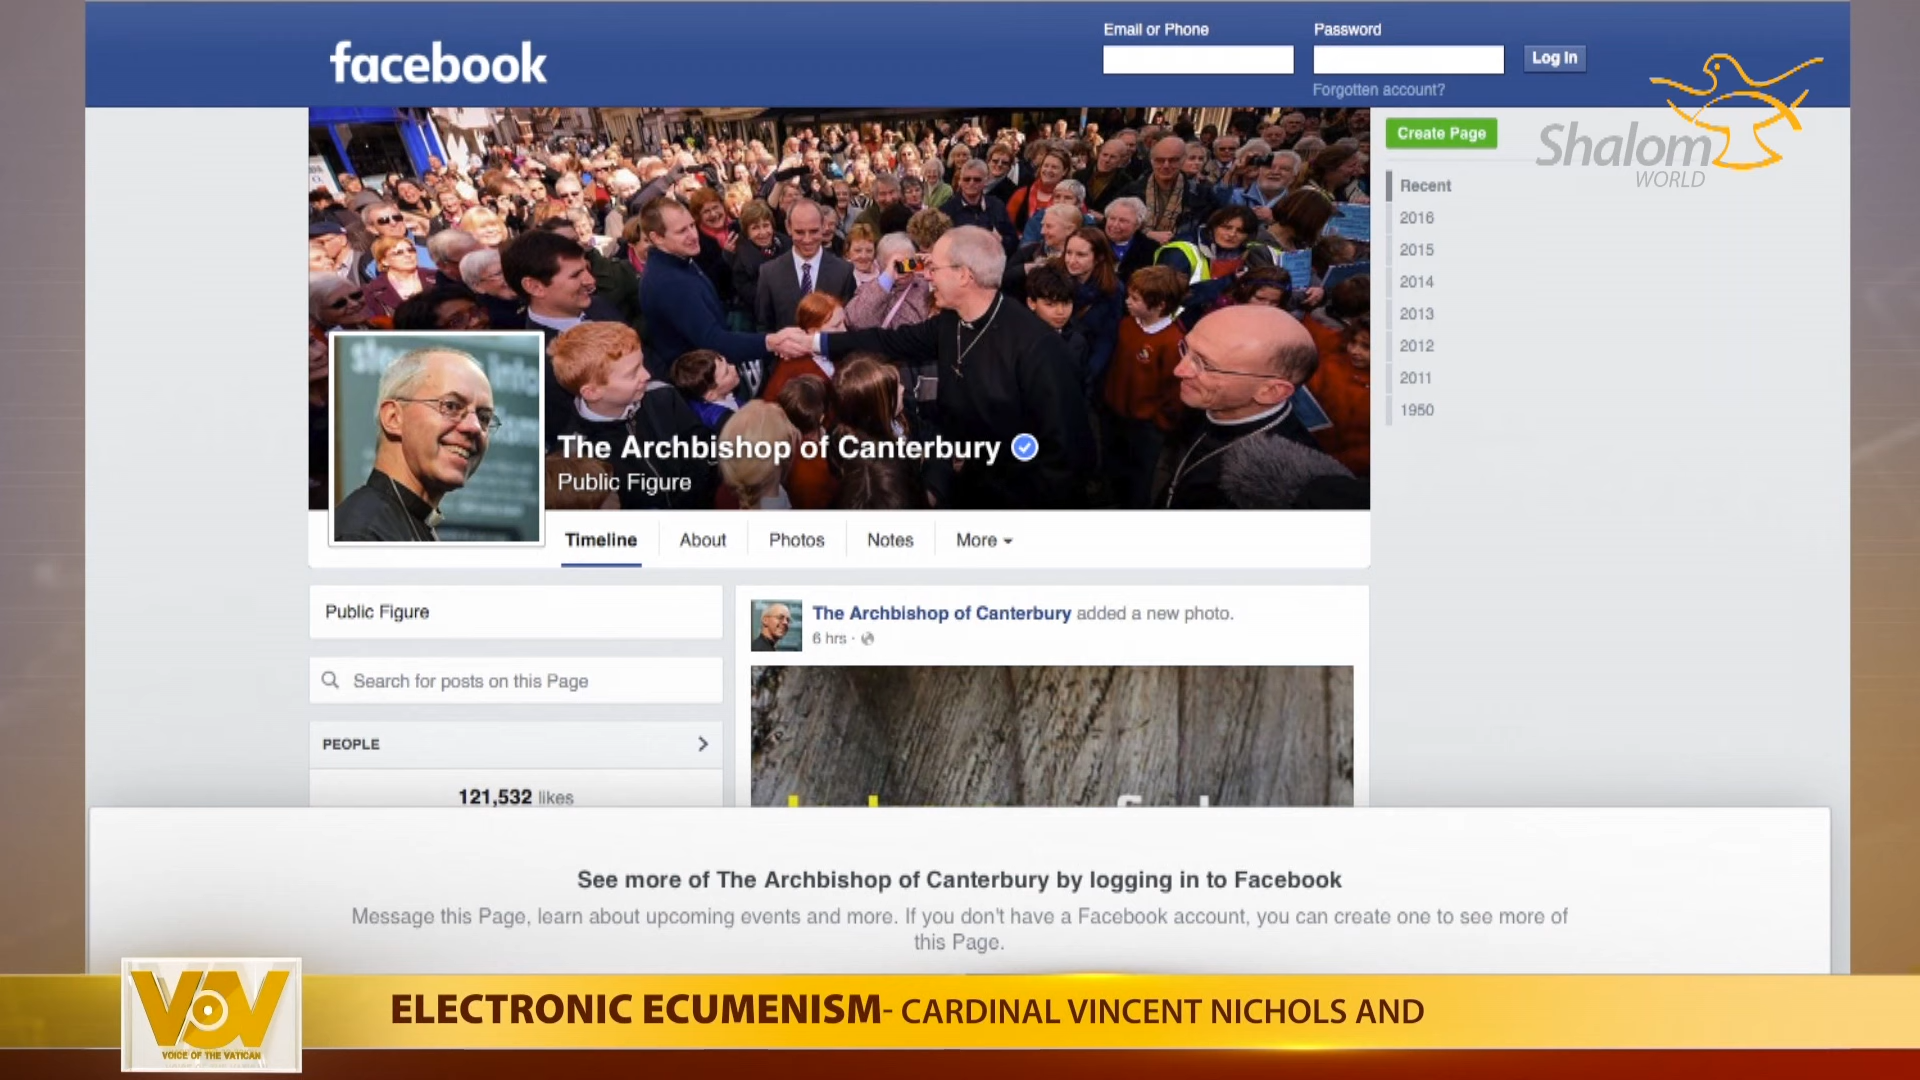 facebook
Email or Phone
Password
Log In
Forgotten account?
Shalom
WORLD
Create Page
Recent
2016
2015
2014
2013
2012
2011
1950
The Archbishop of Canterbury
Public Figure
Timeline
About
Photos
Notes
More
Public Figure
The Archbishop of Canterbury added a new photo.
6 hrs ·
Search for posts on this Page
PEOPLE
121,532 likes
See more of The Archbishop of Canterbury by logging in to Facebook
Message this Page, learn about upcoming events and more. If you don't have a Facebook account, you can create one to see more of
this Page.
VOV
VOICE OF THE VATICAN
ELECTRONIC ECUMENISM- CARDINAL VINCENT NICHOLS AND